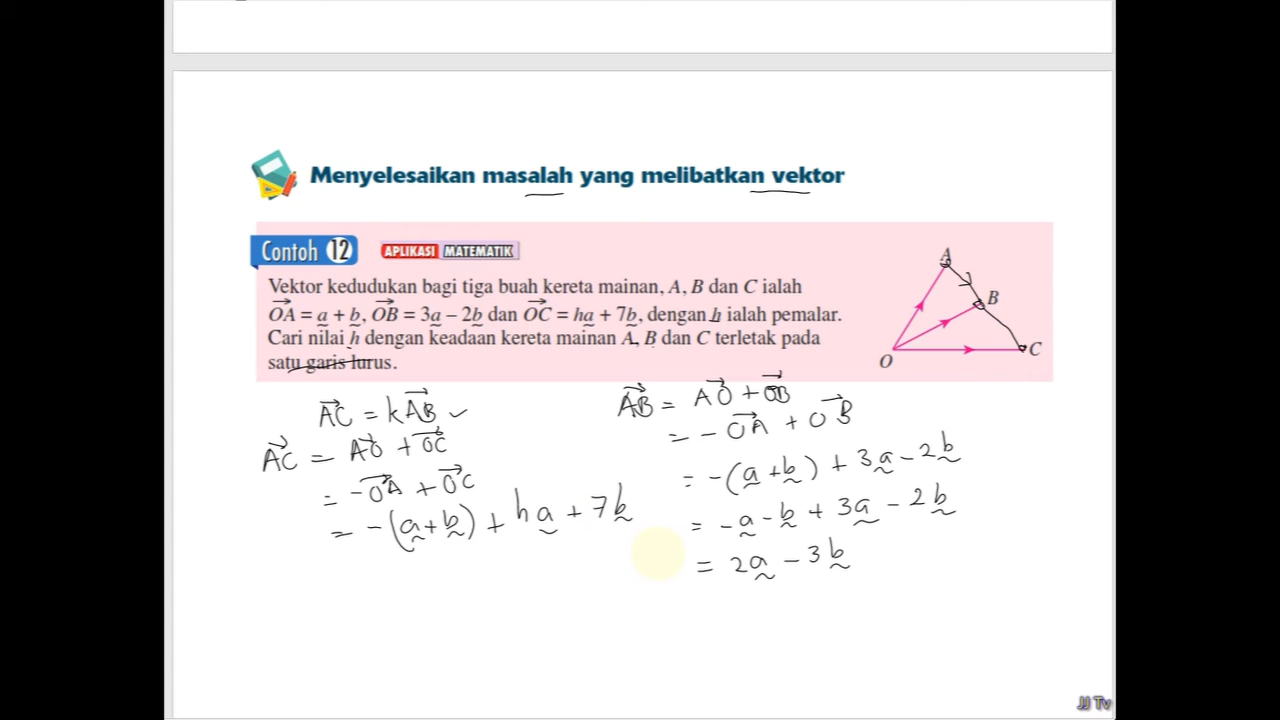 Menyelesaikan masalah yang melibatkan vektor
Contoh 12 APLIKASI MATEMATIK
Vektor kedudukan bagi tiga buah kereta mainan, A, B dan C ialah
→OA = a + b, →OB = 3a – 2b dan →OC = ha + 7b, dengan h ialah pemalar.
Cari nilai h dengan keadaan kereta mainan A, B dan C terletak pada
satu garis lurus.
A
B
C
O
→AC = k→AB ✓
→AC = →AO + →OC
= -→OA + →OC
= -(a+b) + ha + 7b
→AB = →AO + →OB
= -→OA + →OB
= -(a+b) + 3a - 2b
= -a - b + 3a - 2b
= 2a - 3b
JJ Tv